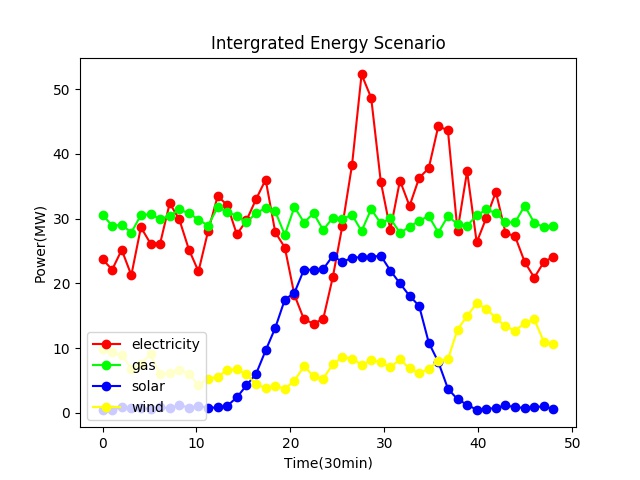 Intergrated Energy Scenario
Power(MW)
50
40
30
20
10
0
electricity
gas
solar
wind
0 10 20 30 40 50
Time(30min)